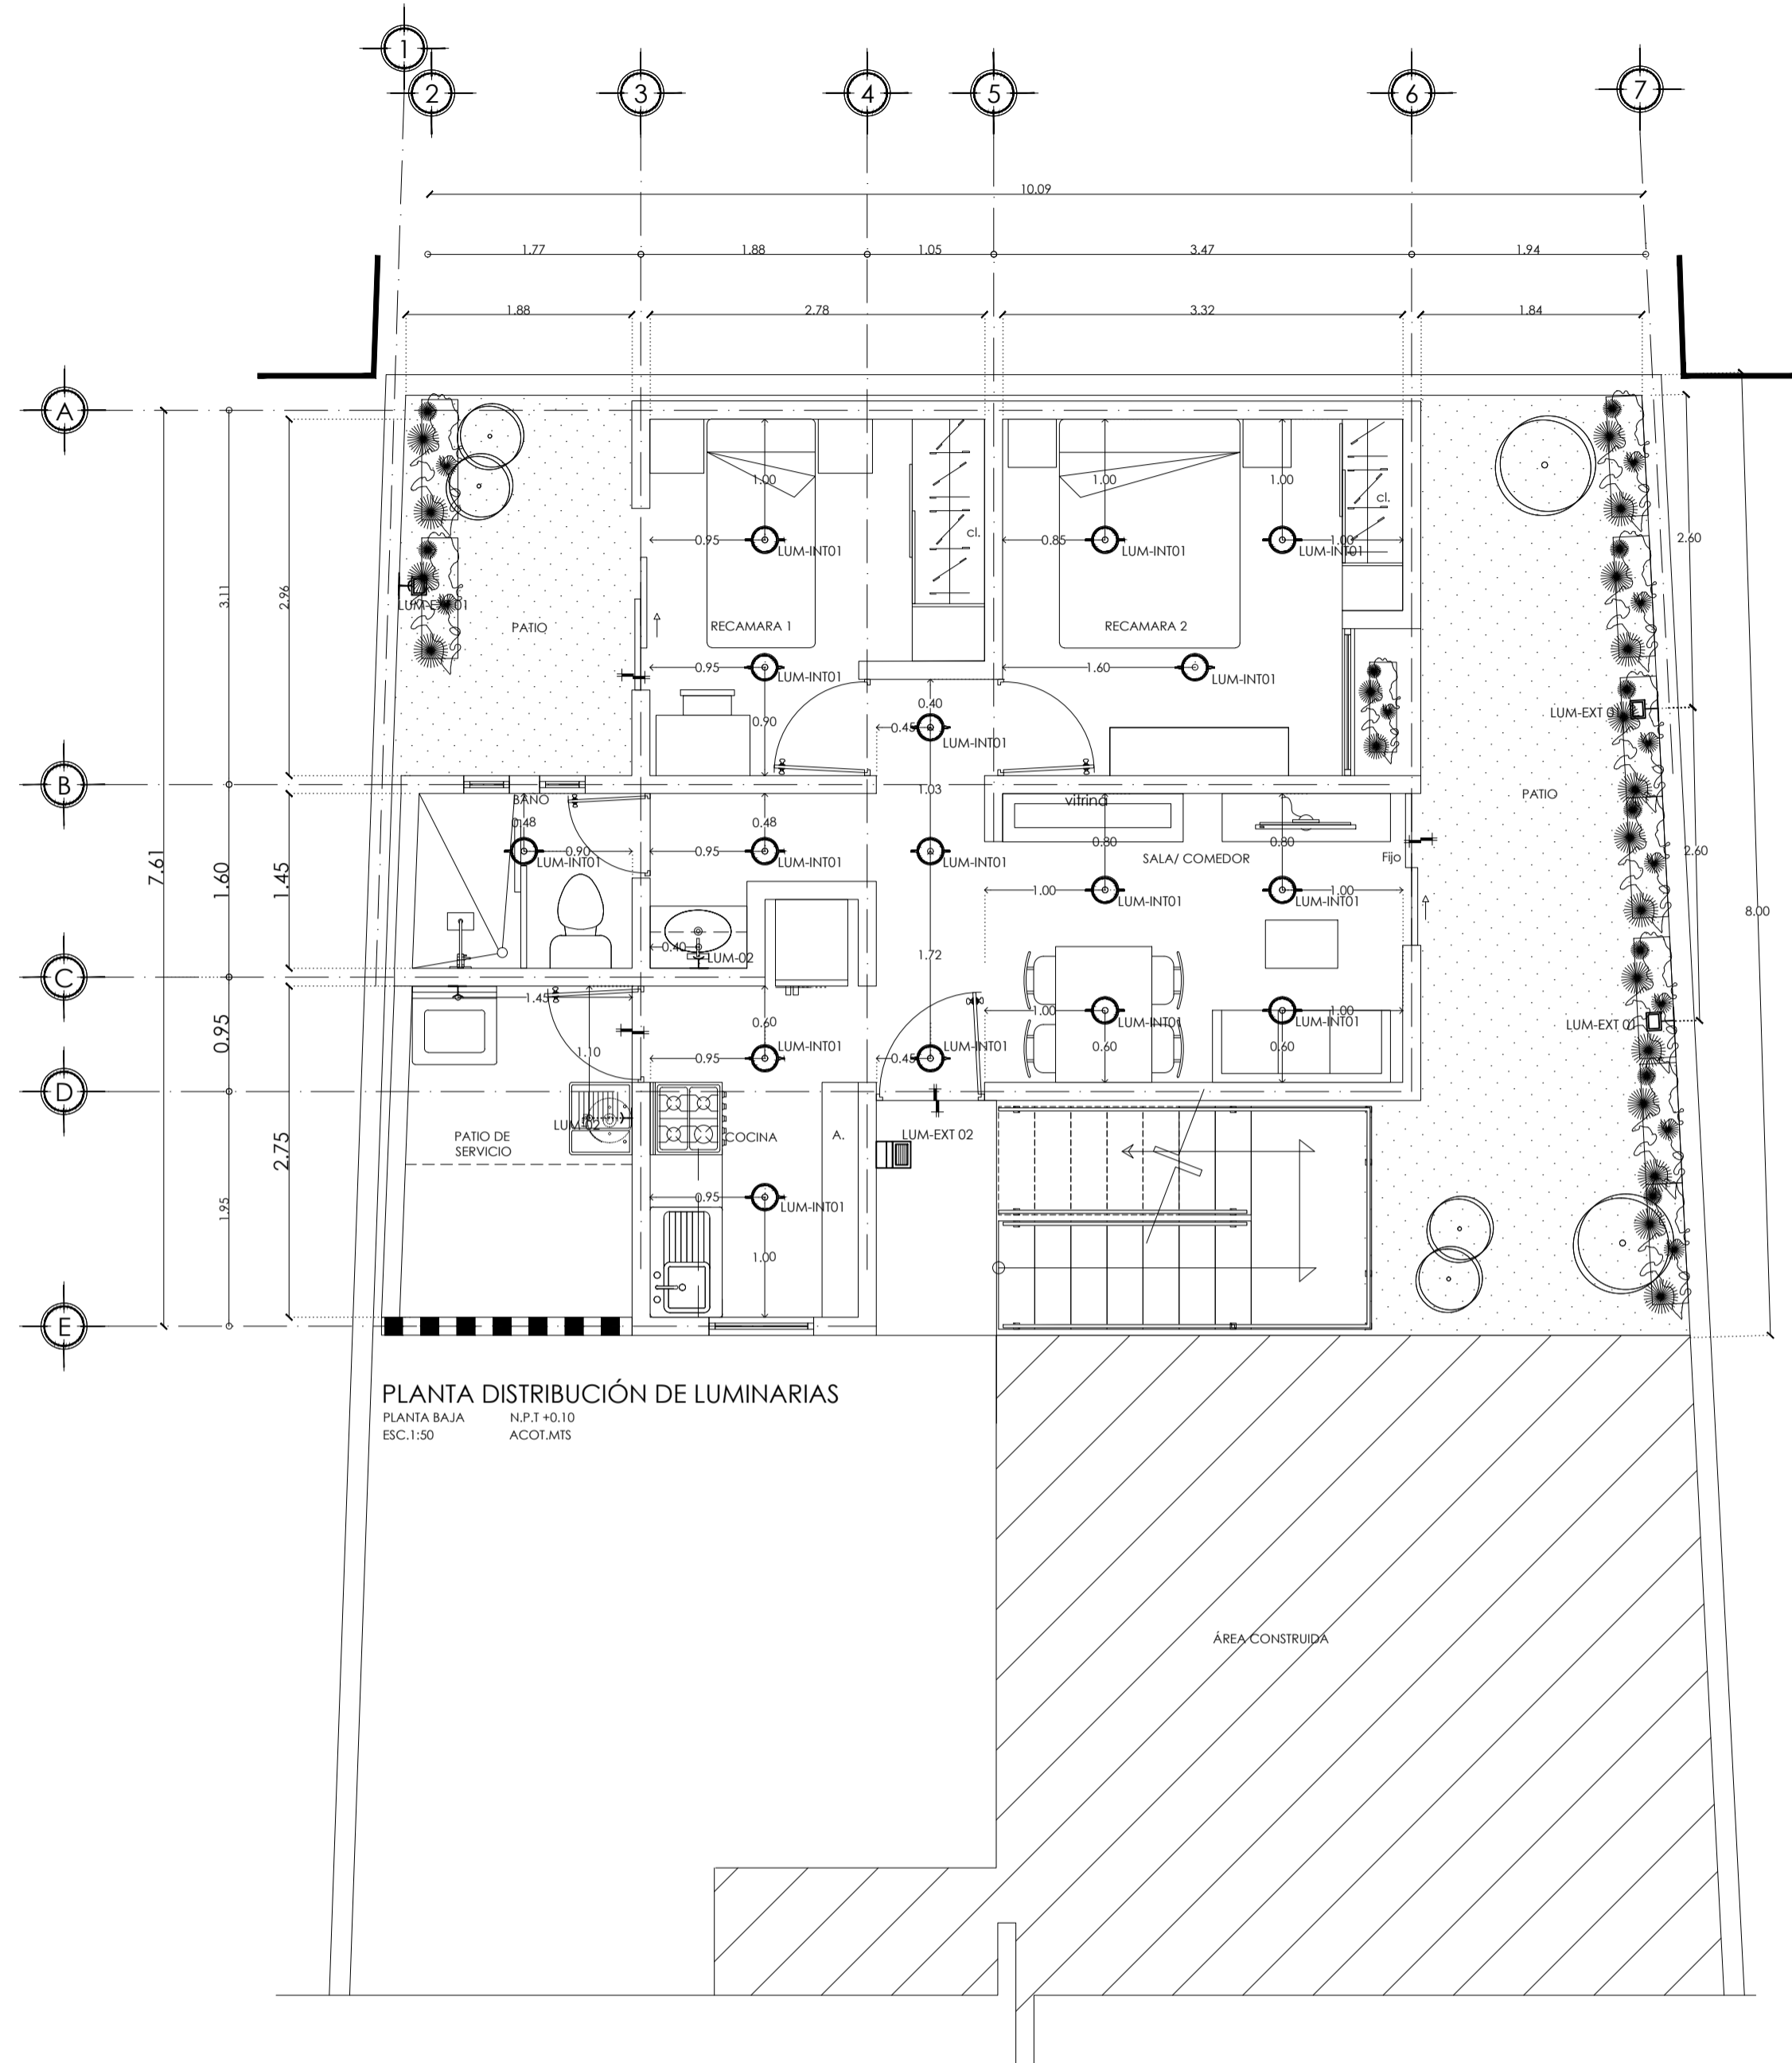 1
2 3 4 5 6 7
10.09
1.77 1.88 1.05 3.47 1.94
1.88 2.78 3.32 1.84
A
1.00 1.00 1.00
cl.
cl.
0.95 0.85 1.00
LUM-INT01 LUM-INT01 LUM-INT01
2.60
3.11 2.96
LUM-EXT 01
PATIO RECAMARA 1 RECAMARA 2
0.95 1.60
LUM-INT01 LUM-INT01
0.40
LUM-EXT 01
0.90 0.45
LUM-INT01
B
1.03
PATIO
BAÑO vitrina
0.48 0.48
0.80 0.80
7.61 1.60 1.45
0.90 0.95
LUM-INT01 LUM-INT01 LUM-INT01
SALA/ COMEDOR Fijo
2.60
1.00 1.00
LUM-INT01 LUM-INT01
8.00
0.40
LUM-02
1.72
C
1.45
1.00 1.00
0.60 LUM-INT01 LUM-INT01
LUM-EXT 01
0.95
1.10 LUM-INT01 LUM-INT01 0.60 0.60
0.95 0.45
D
LUM-02
PATIO DE
SERVICIO
COCINA A. LUM-EXT 02
2.75
1.95
0.95
LUM-INT01
1.00
E
PLANTA DISTRIBUCIÓN DE LUMINARIAS
PLANTA BAJA N.P.T +0.10
ESC.1:50 ACOT.MTS
ÁREA CONSTRUIDA